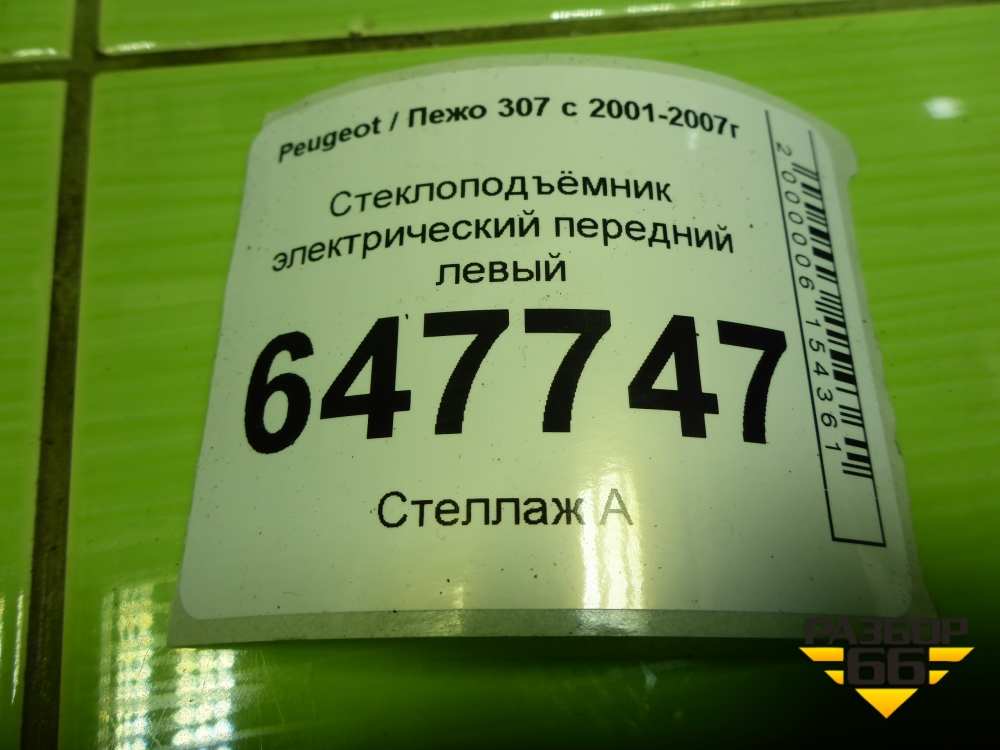 Peugeot / Пежо 307 с 2001-2007г
Стеклоподъёмник
электрический передний
левый
647747
Стеллаж А
2000006154361
РАЗБОР
66